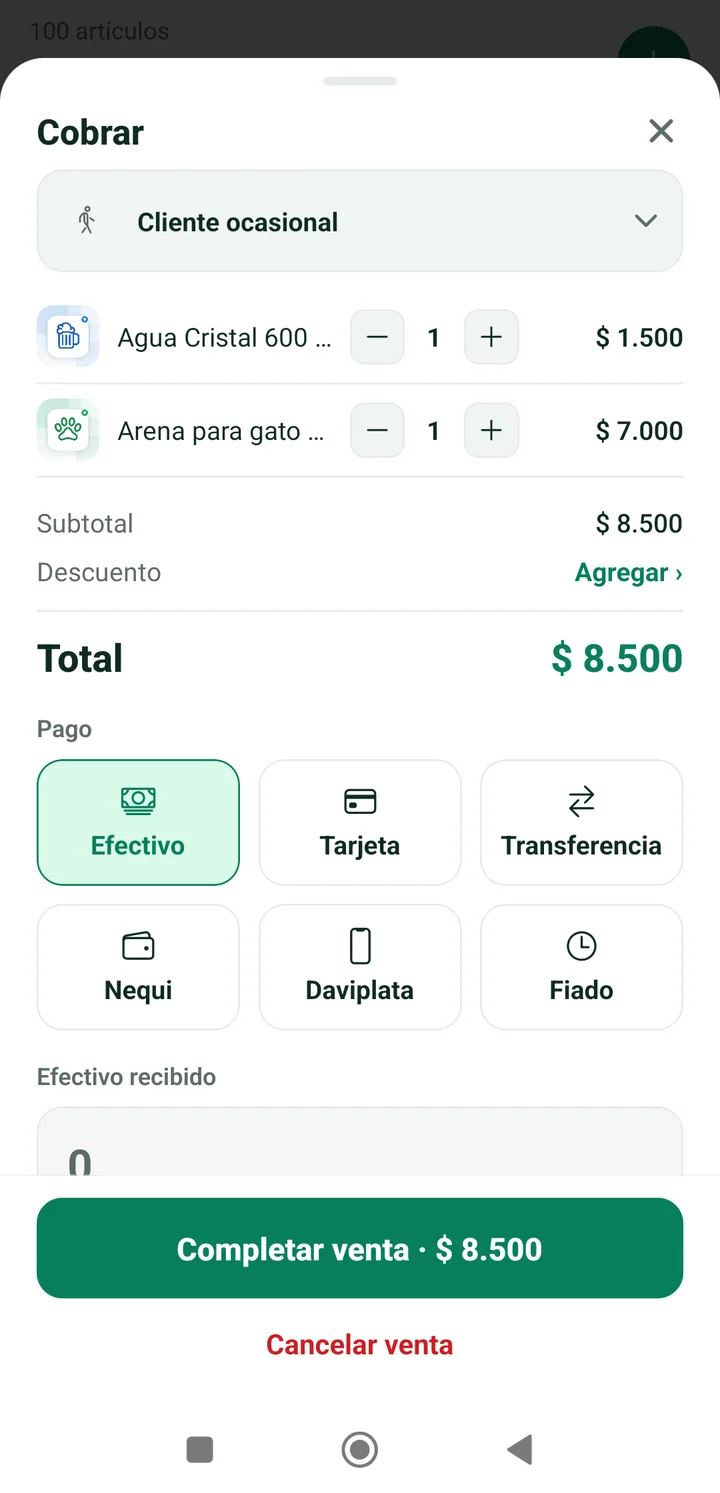 100 artículos
Cobrar
Cliente ocasional
Agua Cristal 600 ... 1 $ 1.500
Arena para gato ... 1 $ 7.000
Subtotal $ 8.500
Descuento Agregar ›
Total $ 8.500
Pago
Efectivo Tarjeta Transferencia
Nequi Daviplata Fiado
Efectivo recibido
0
Completar venta · $ 8.500
Cancelar venta